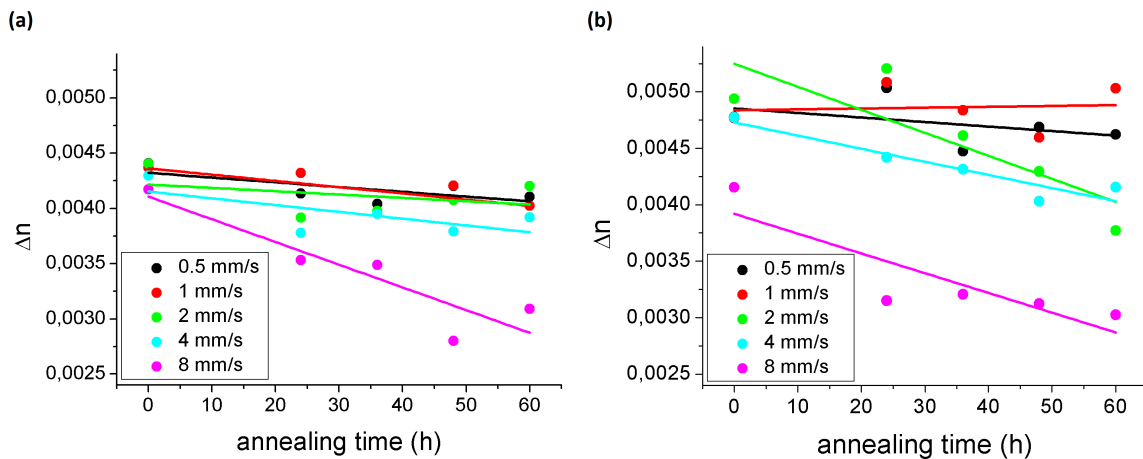 (a)
Δn
0,0050
0,0045
0,0040
0,0035
0,0030
0,0025
0.5 mm/s
1 mm/s
2 mm/s
4 mm/s
8 mm/s
0 10 20 30 40 50 60
annealing time (h)
(b)
Δn
0,0050
0,0045
0,0040
0,0035
0,0030
0,0025
0.5 mm/s
1 mm/s
2 mm/s
4 mm/s
8 mm/s
0 10 20 30 40 50 60
annealing time (h)